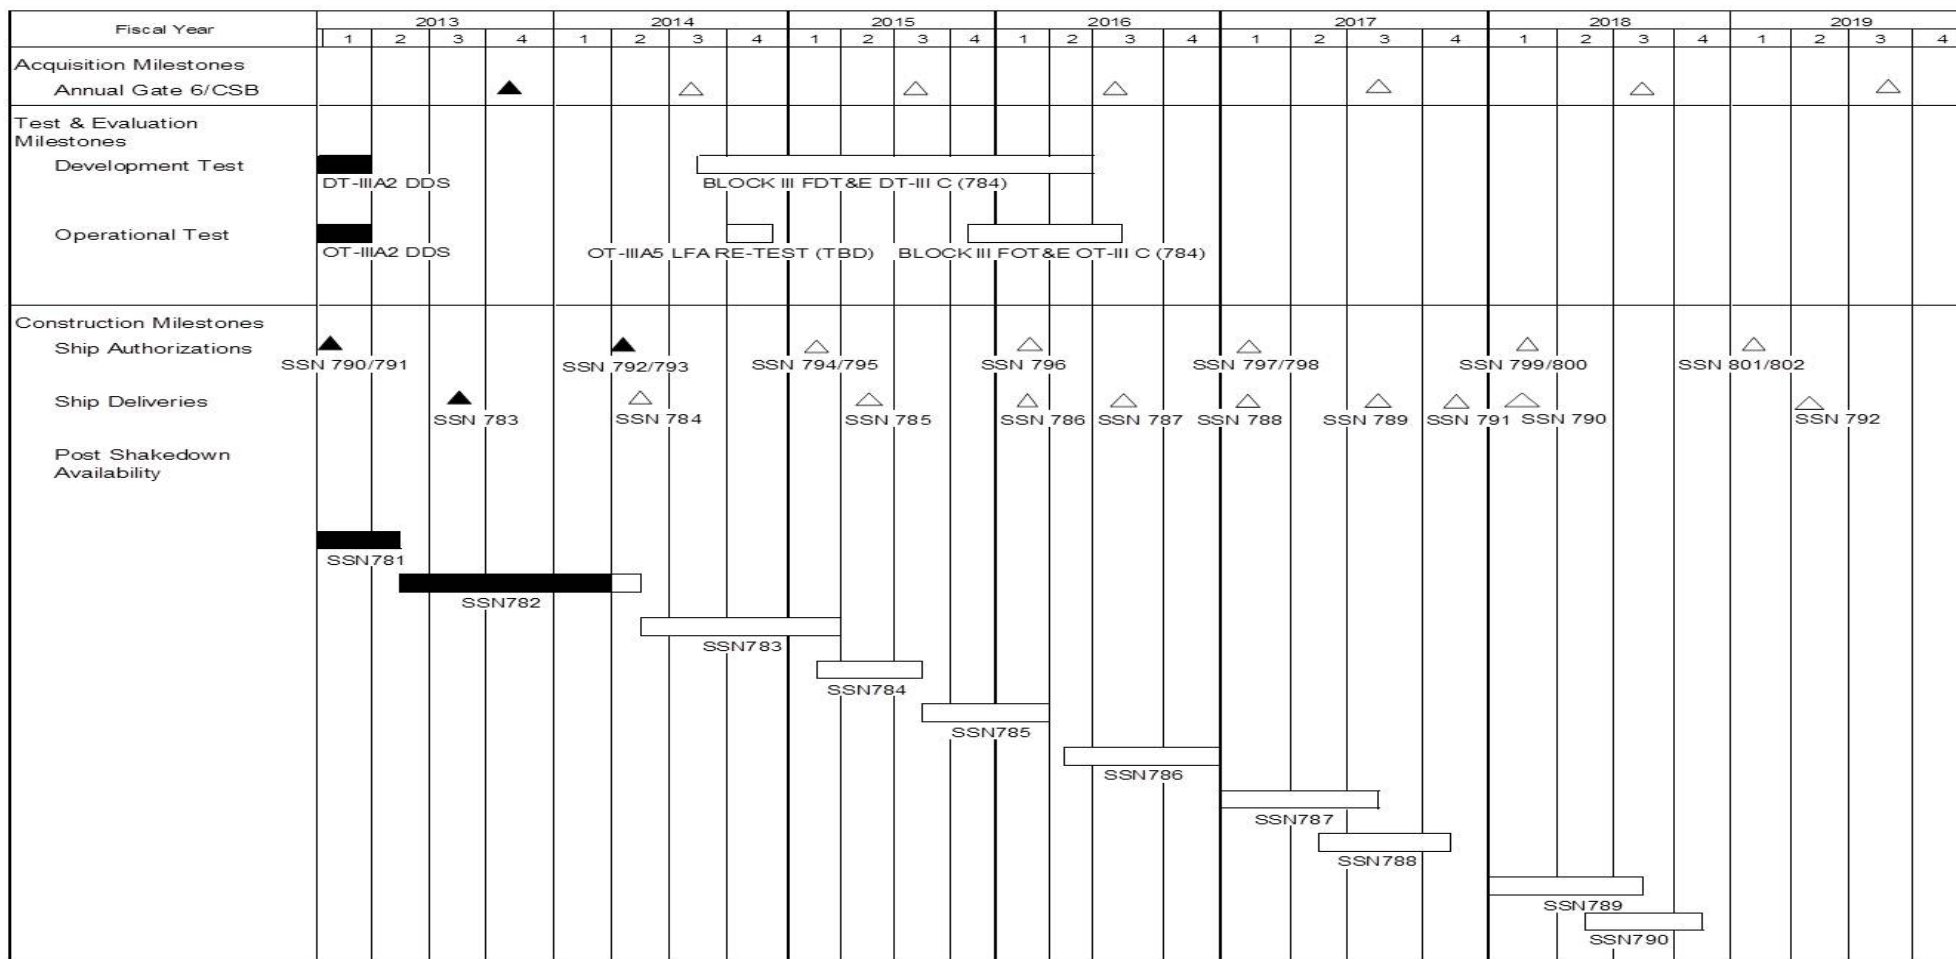 Fiscal Year
2013 2014 2015 2016 2017 2018 2019
1 2 3 4 1 2 3 4 1 2 3 4 1 2 3 4 1 2 3 4 1 2 3 4 1 2 3 4
Acquisition Milestones
Annual Gate 6/CSB
Test & Evaluation
Milestones
Development Test
DT-IIIA2 DDS BLOCK III FDT&E DT-III C (784)
Operational Test
OT-IIIA2 DDS OT-IIIA5 LFA RE-TEST (TBD) BLOCK III FOT&E OT-III C (784)
Construction Milestones
Ship Authorizations
SSN 790/791 SSN 792/793 SSN 794/795 SSN 796 SSN 797/798 SSN 799/800 SSN 801/802
Ship Deliveries
SSN 783 SSN 784 SSN 785 SSN 786 SSN 787 SSN 788 SSN 789 SSN 791 SSN 790 SSN 792
Post Shakedown
Availability
SSN781
SSN782
SSN783
SSN784
SSN785
SSN786
SSN787
SSN788
SSN789
SSN790